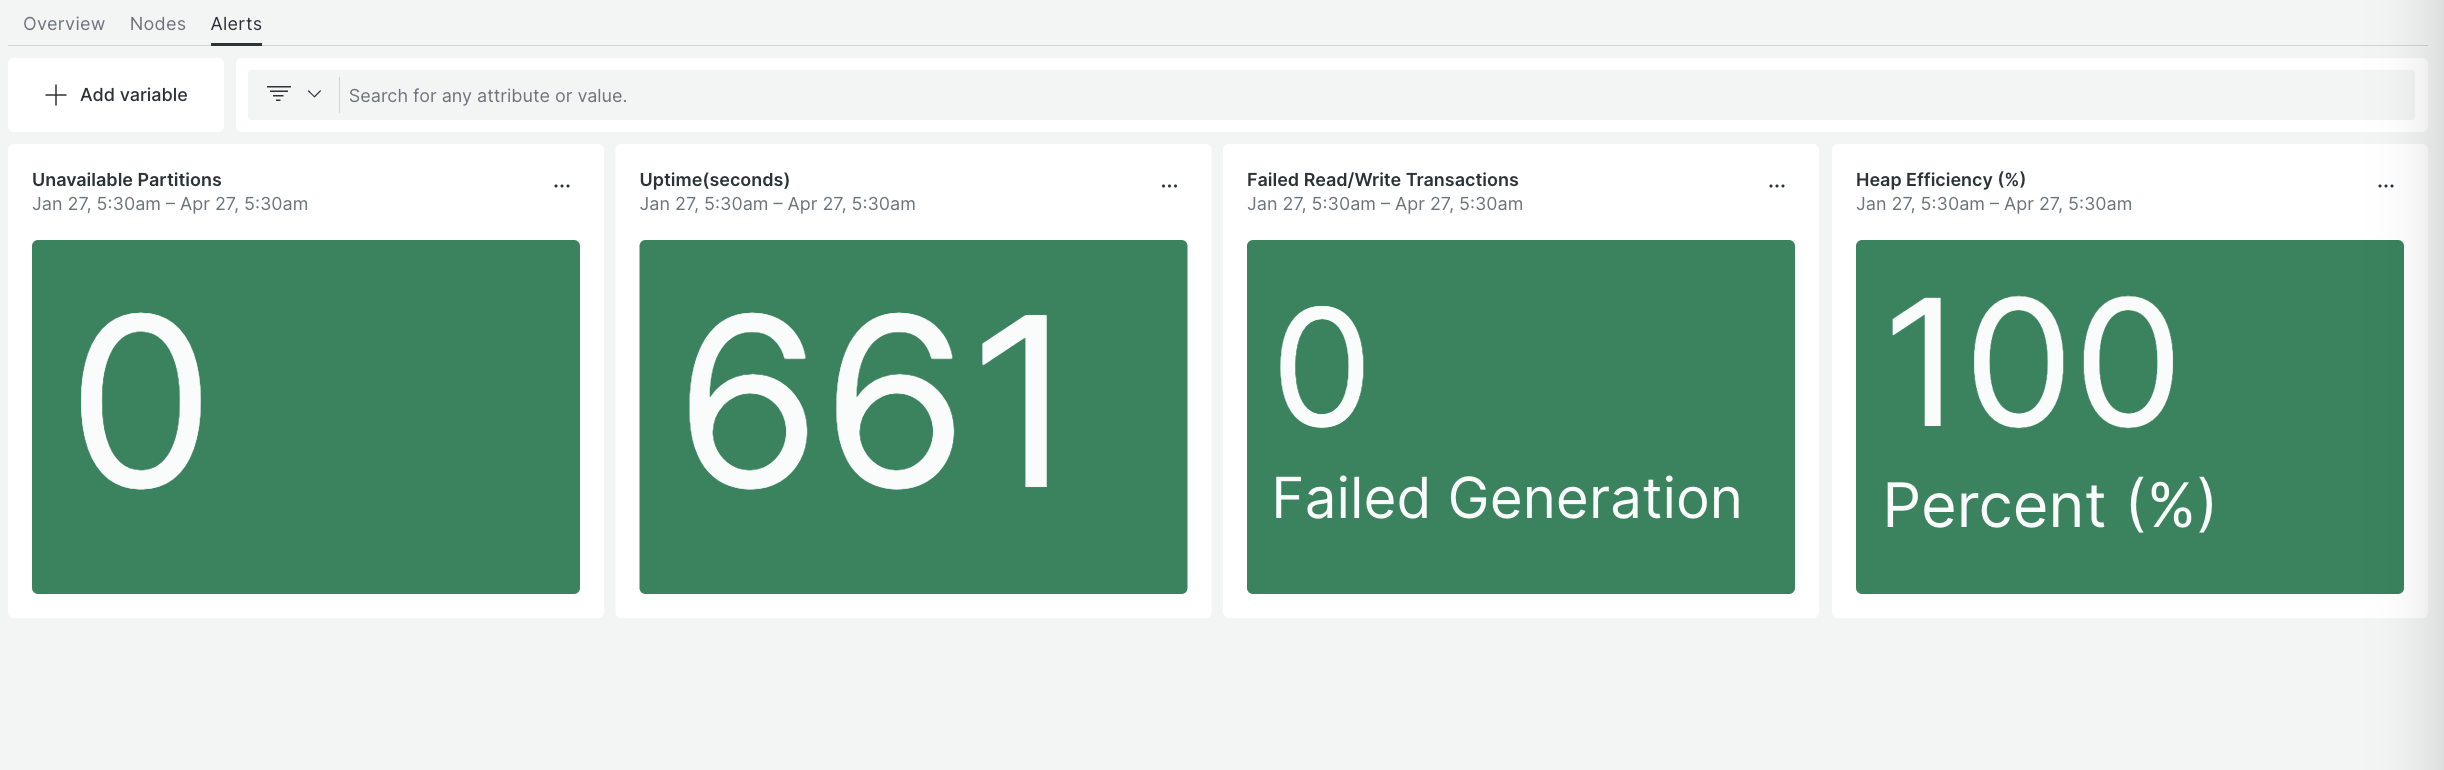 Overview Nodes Alerts
Add variable
Search for any attribute or value.
Unavailable Partitions
Jan 27, 5:30am – Apr 27, 5:30am
0
Uptime(seconds)
Jan 27, 5:30am – Apr 27, 5:30am
661
Failed Read/Write Transactions
Jan 27, 5:30am – Apr 27, 5:30am
0
Failed Generation
Heap Efficiency (%)
Jan 27, 5:30am – Apr 27, 5:30am
100
Percent (%)